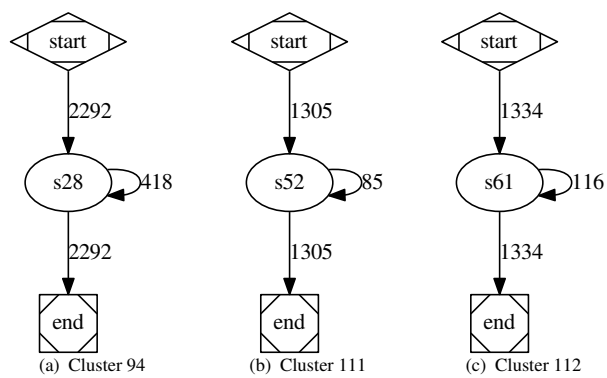 start start start
2292 1305 1334
s28 418 s52 85 s61 116
2292 1305 1334
end end end
(a) Cluster 94 (b) Cluster 111 (c) Cluster 112